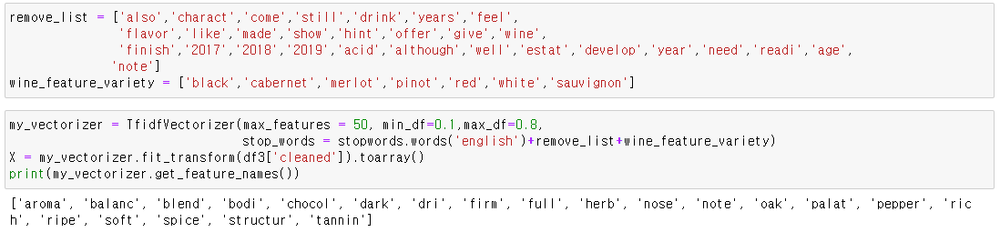 remove_list = ['also','charact','come','still','drink','years','feel',
'flavor','like','made','show','hint','offer','give','wine',
'finish','2017','2018','2019','acid','although','well','estat','develop','year','need','readi','age',
'note']
wine_feature_variety = ['black','cabernet','merlot','pinot','red','white','sauvignon']
my_vectorizer = TfidfVectorizer(max_features = 50, min_df=0.1,max_df=0.8,
stop_words = stopwords.words('english')+remove_list+wine_feature_variety)
X = my_vectorizer.fit_transform(df3['cleaned']).toarray()
print(my_vectorizer.get_feature_names())
['aroma', 'balanc', 'blend', 'bodi', 'chocol', 'dark', 'dri', 'firm', 'full', 'herb', 'nose', 'note', 'oak', 'palat', 'pepper', 'ric
h', 'ripe', 'soft', 'spice', 'structur', 'tannin']